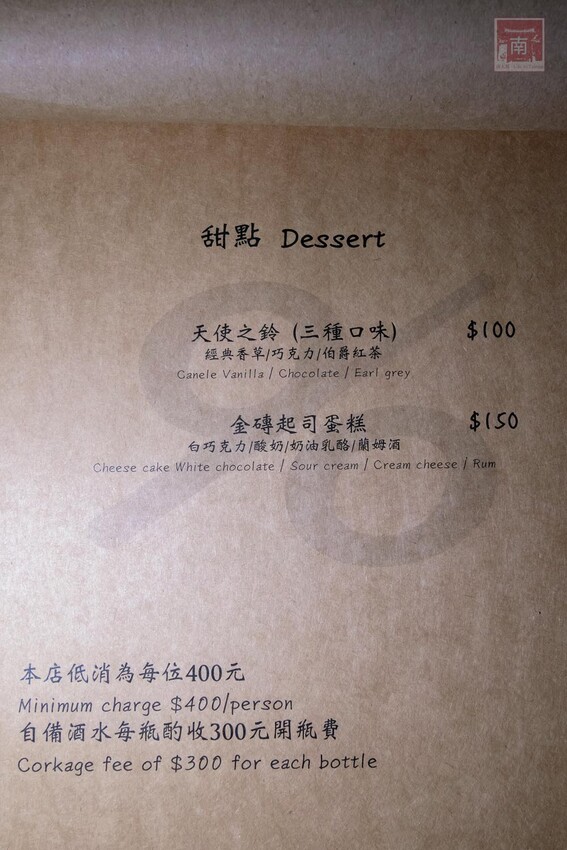 南
甜點 Dessert
天使之鈴 (三種口味) $100
經典香草/巧克力/伯爵紅茶
Canele Vanilla / Chocolate / Earl grey
金磚起司蛋糕 $150
白巧克力/酸奶/奶油乳酪/蘭姆酒
Cheese cake White chocolate / Sour cream / Cream cheese / Rum
本店低消為每位400元
Minimum charge $400/person
自備酒水每瓶酌收300元開瓶費
Corkage fee of $300 for each bottle